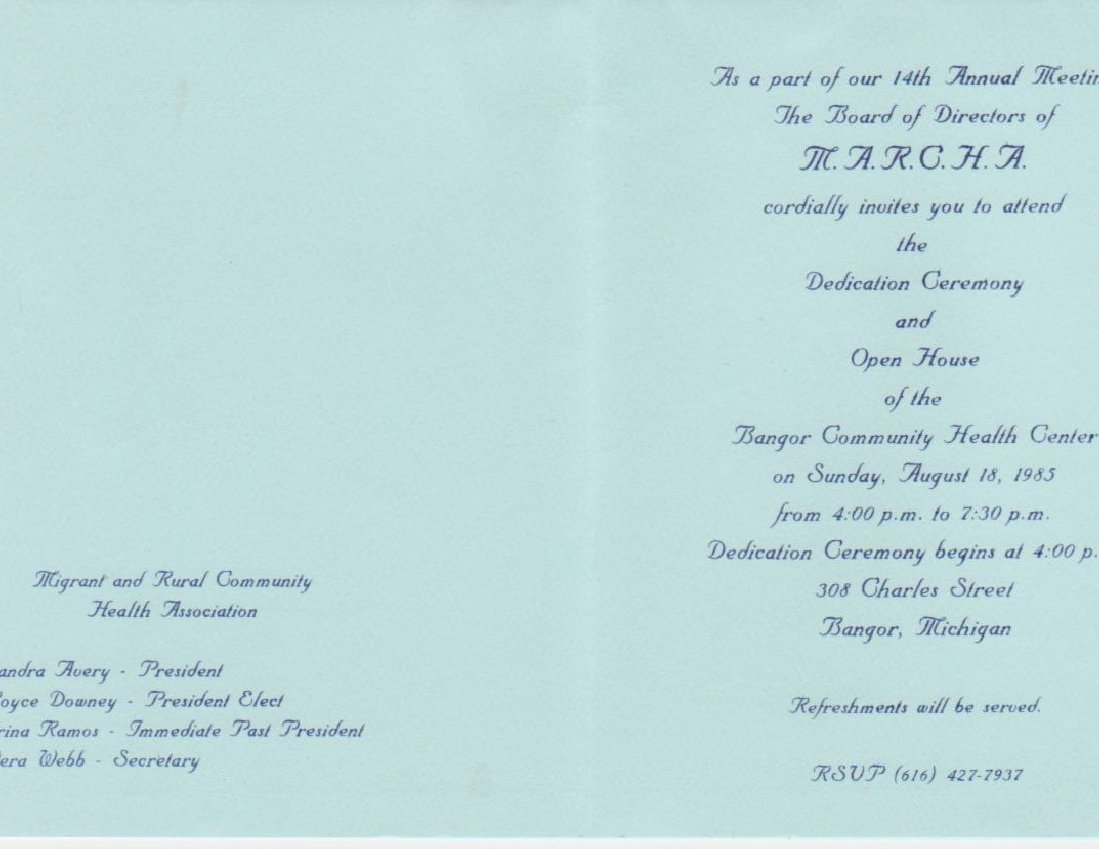 Migrant and Rural Community
Health Association
andra Avery - President
oyce Downey - President Elect
rina Ramos - Immediate Past President
era Webb - Secretary
As a part of our 14th Annual Meetin
The Board of Directors of
M.A.R.C.H.A.
cordially invites you to attend
the
Dedication Ceremony
and
Open House
of the
Bangor Community Health Center
on Sunday, August 18, 1985
from 4:00 p.m. to 7:30 p.m.
Dedication Ceremony begins at 4:00 p.
308 Charles Street
Bangor, Michigan
Refreshments will be served.
RSVP (616) 427-7937